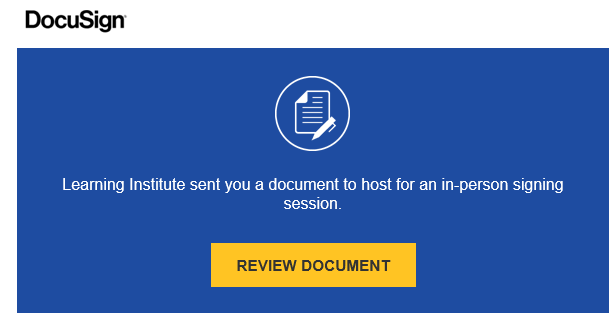 DocuSign
Learning Institute sent you a document to host for an in-person signing
session.
REVIEW DOCUMENT